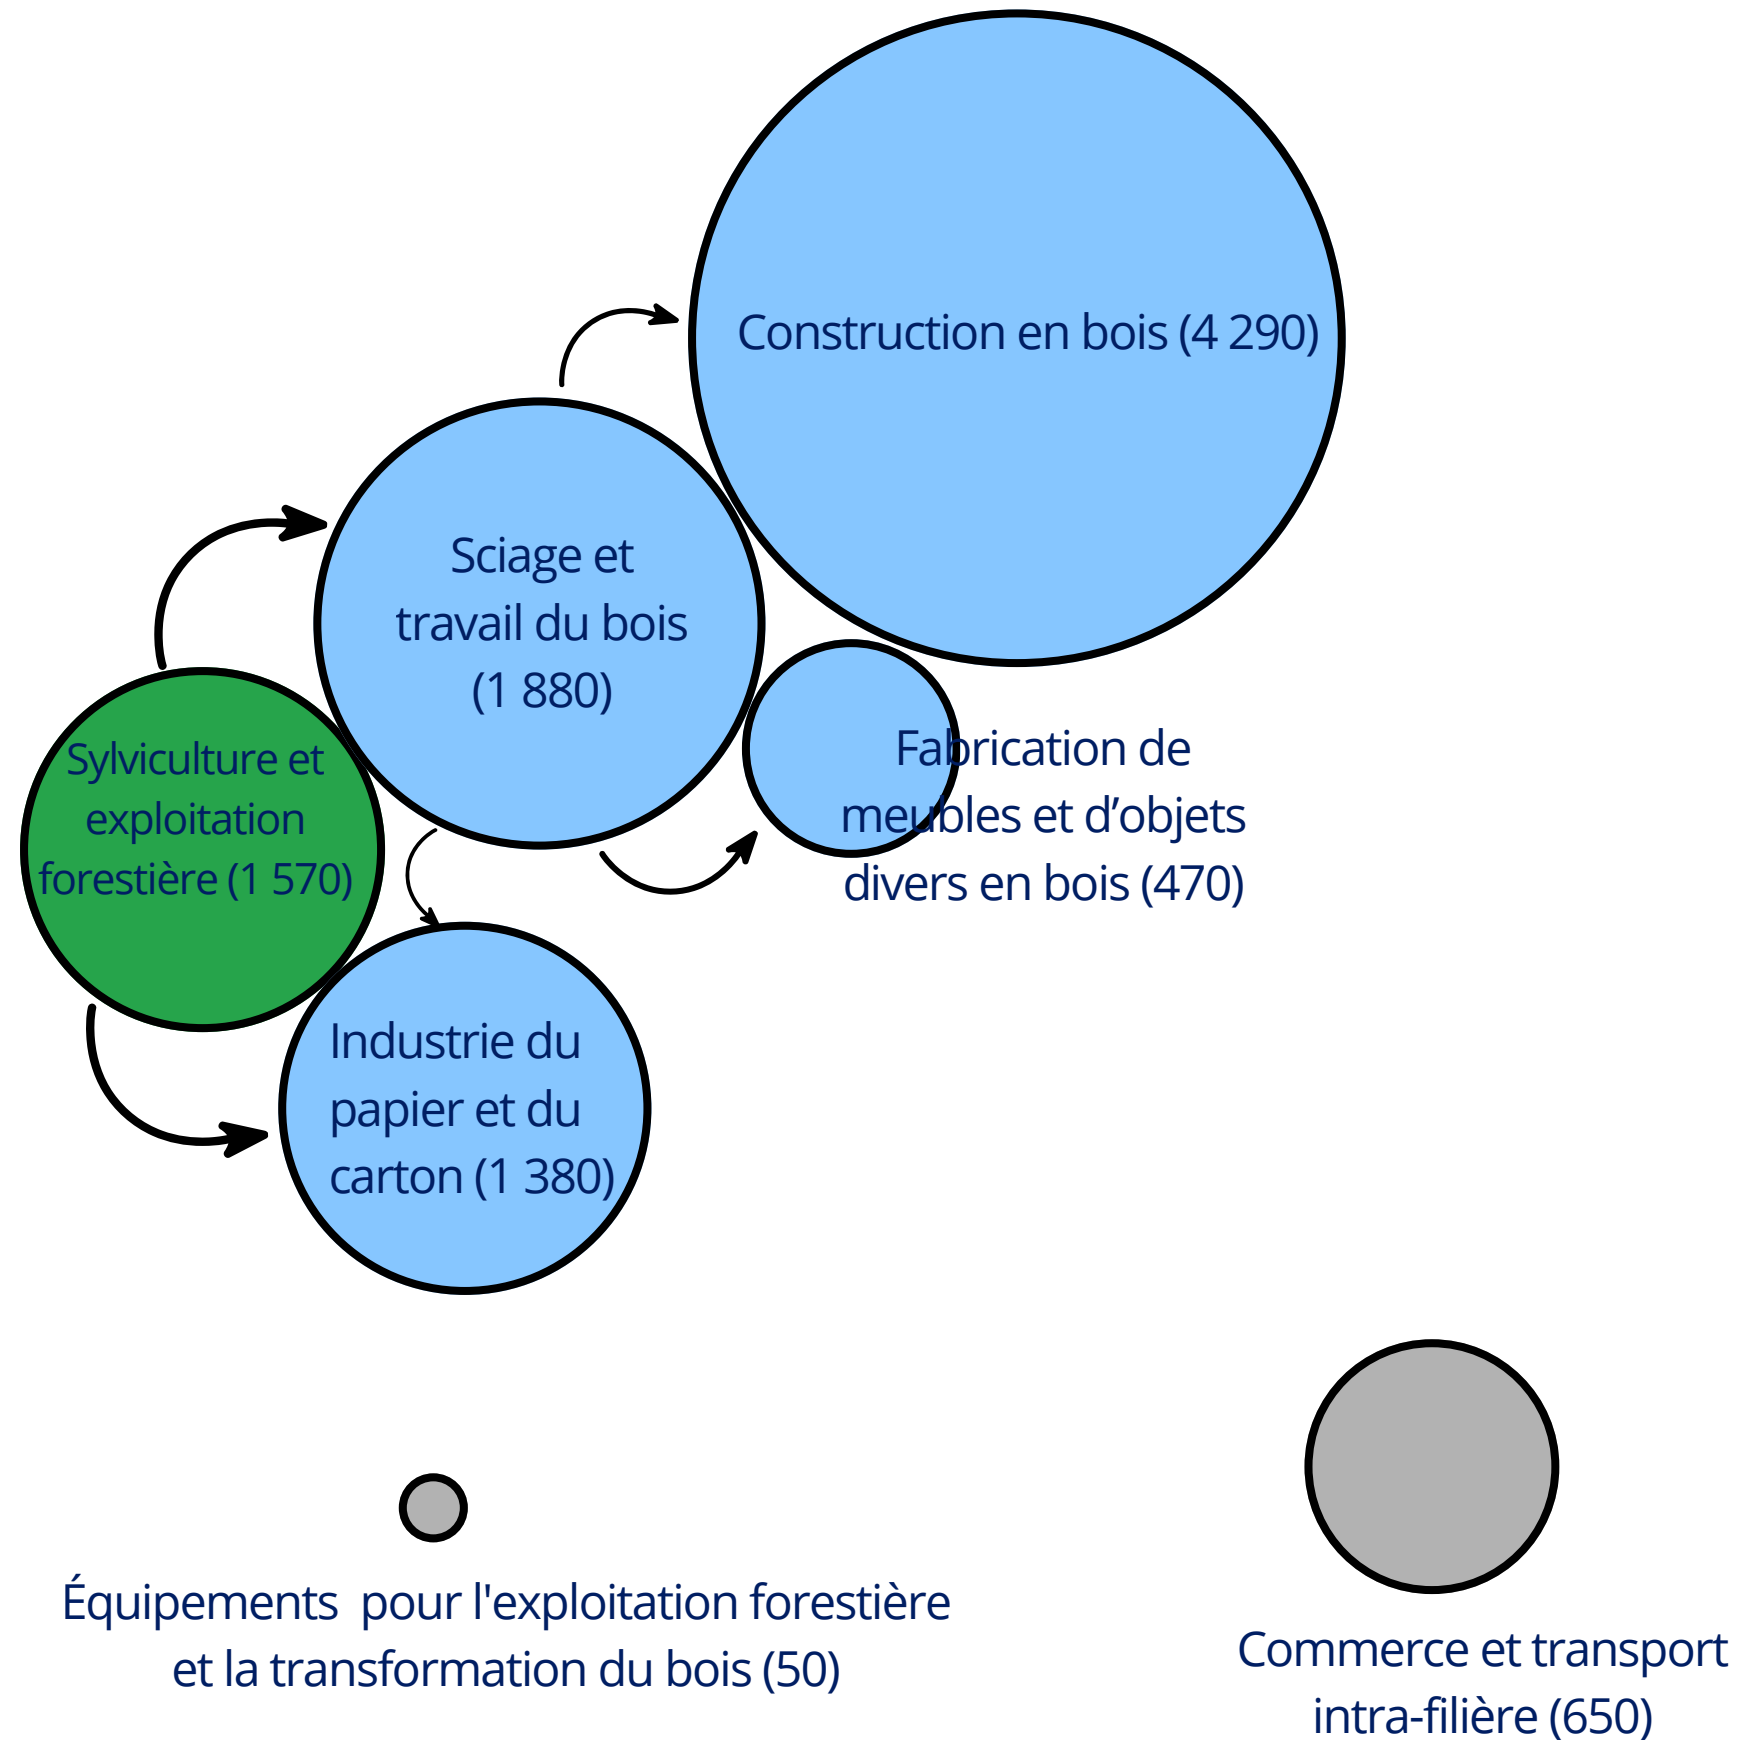 Construction en bois (4 290)
Sciage et
travail du bois
(1 880)
Sylviculture et
exploitation
forestière (1 570)
Fabrication de
meubles et d’objets
divers en bois (470)
Industrie du
papier et du
carton (1 380)
Équipements  pour l'exploitation forestière
et la transformation du bois (50)
Commerce et transport
intra-filière (650)